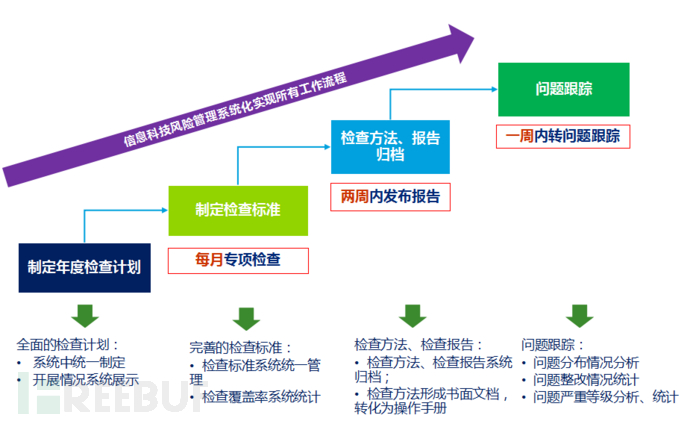 信息科技风险管理系统化实现所有工作流程
问题跟踪
一周内转问题跟踪
检查方法、报告
归档
两周内发布报告
制定检查标准
每月专项检查
制定年度检查计划
全面的检查计划：
• 系统中统一制定
• 开展情况系统展示
完善的检查标准：
• 检查标准系统统一管
理
• 检查覆盖率系统统计
检查方法、检查报告：
• 检查方法、检查报告系统
归档；
• 检查方法形成书面文档，
转化为操作手册
问题跟踪：
• 问题分布情况分析
• 问题整改情况统计
• 问题严重等级分析、统计
FREEBUF